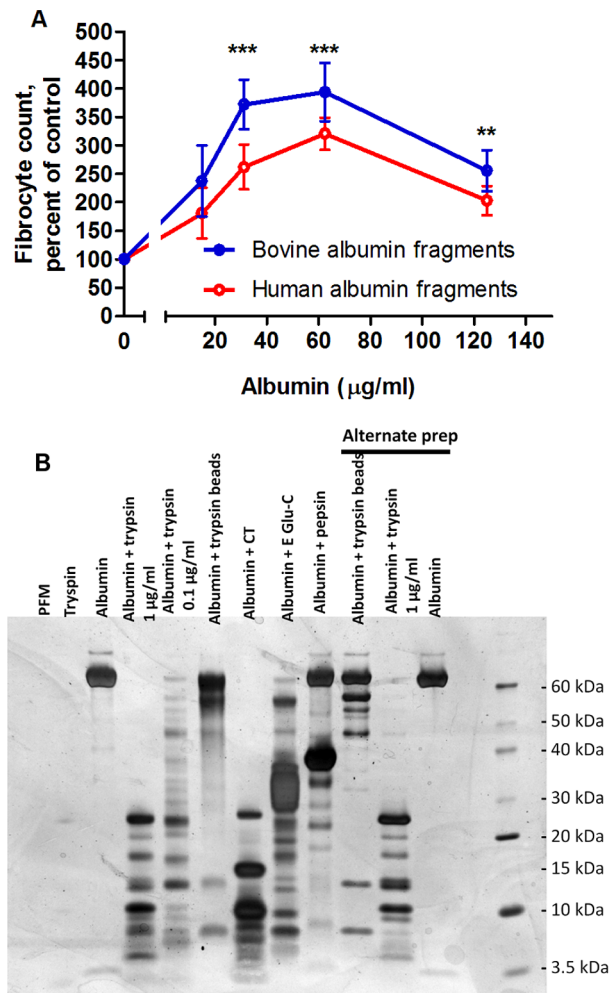 A
Fibrocyte count,
percent of control
500
450
400
350
300
250
200
150
100
50
0
***
***
**
Bovine albumin fragments
Human albumin fragments
0
20
40
60
80
100
120
140
Albumin (μg/ml)
B
Alternate prep
PFM
Tryspin
Albumin
Albumin + trypsin
1 μg/ml
Albumin + trypsin
0.1 μg/ml
Albumin + trypsin beads
Albumin + CT
Albumin + E Glu-C
Albumin + pepsin
Albumin + trypsin beads
Albumin + trypsin
1 μg/ml
Albumin
- 60 kDa
- 50 kDa
- 40 kDa
- 30 kDa
- 20 kDa
- 15 kDa
- 10 kDa
- 3.5 kDa